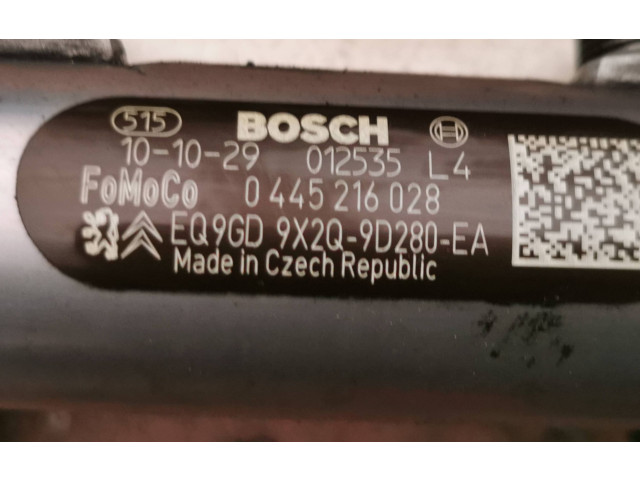 515 BOSCH
10-10-29 012535 L4
FoMoCo 0 445 216 028
EQ9GD 9X2Q-9D280-EA
Made in Czech Republic